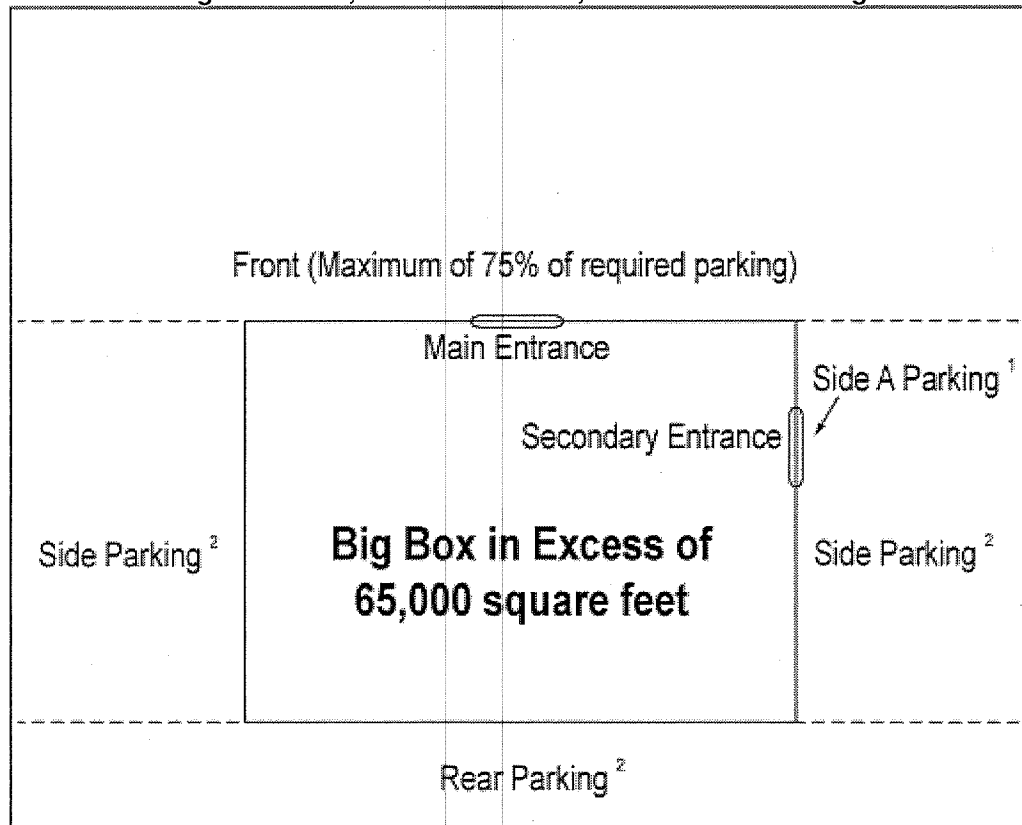 Front (Maximum of 75% of required parking)
Main Entrance
Side A Parking ¹
Secondary Entrance
Side Parking ²
Big Box in Excess of
65,000 square feet
Side Parking ²
Rear Parking ²